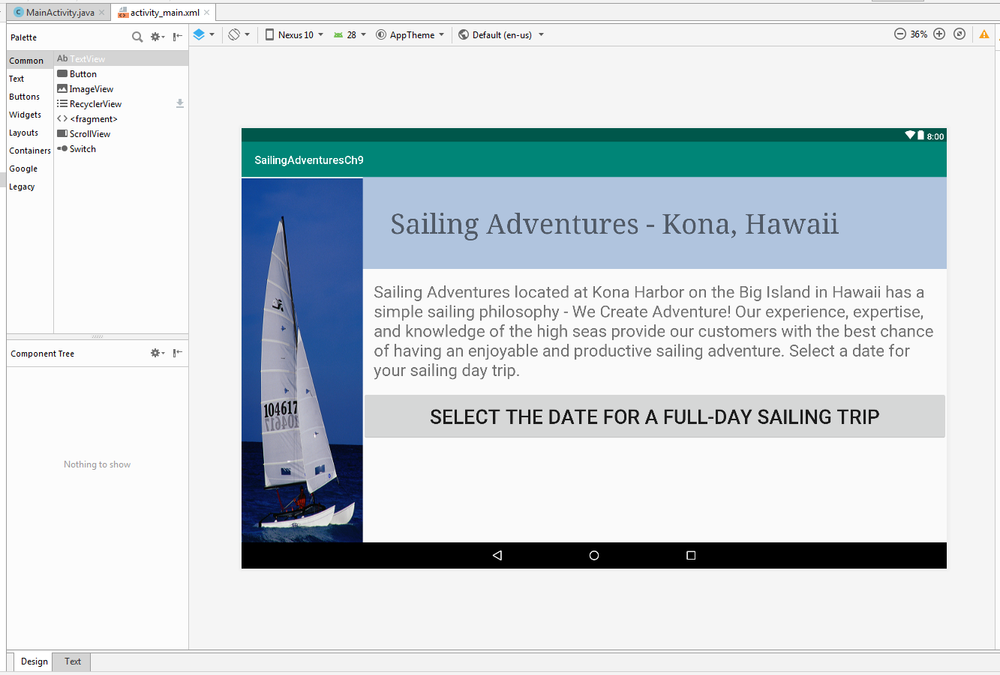 MainActivity.java
activity_main.xml
Palette
Nexus 10
28
AppTheme
Default (en-us)
36%
Common
Text
Buttons
Widgets
Layouts
Containers
Google
Legacy
Ab TextView
Button
ImageView
RecyclerView
<fragment>
ScrollView
Switch
8:00
SailingAdventuresCh9
Sailing Adventures - Kona, Hawaii
Sailing Adventures located at Kona Harbor on the Big Island in Hawaii has a
simple sailing philosophy - We Create Adventure! Our experience, expertise,
and knowledge of the high seas provide our customers with the best chance
of having an enjoyable and productive sailing adventure. Select a date for
your sailing day trip.
SELECT THE DATE FOR A FULL-DAY SAILING TRIP
104617
104617
Component Tree
Nothing to show
Design
Text